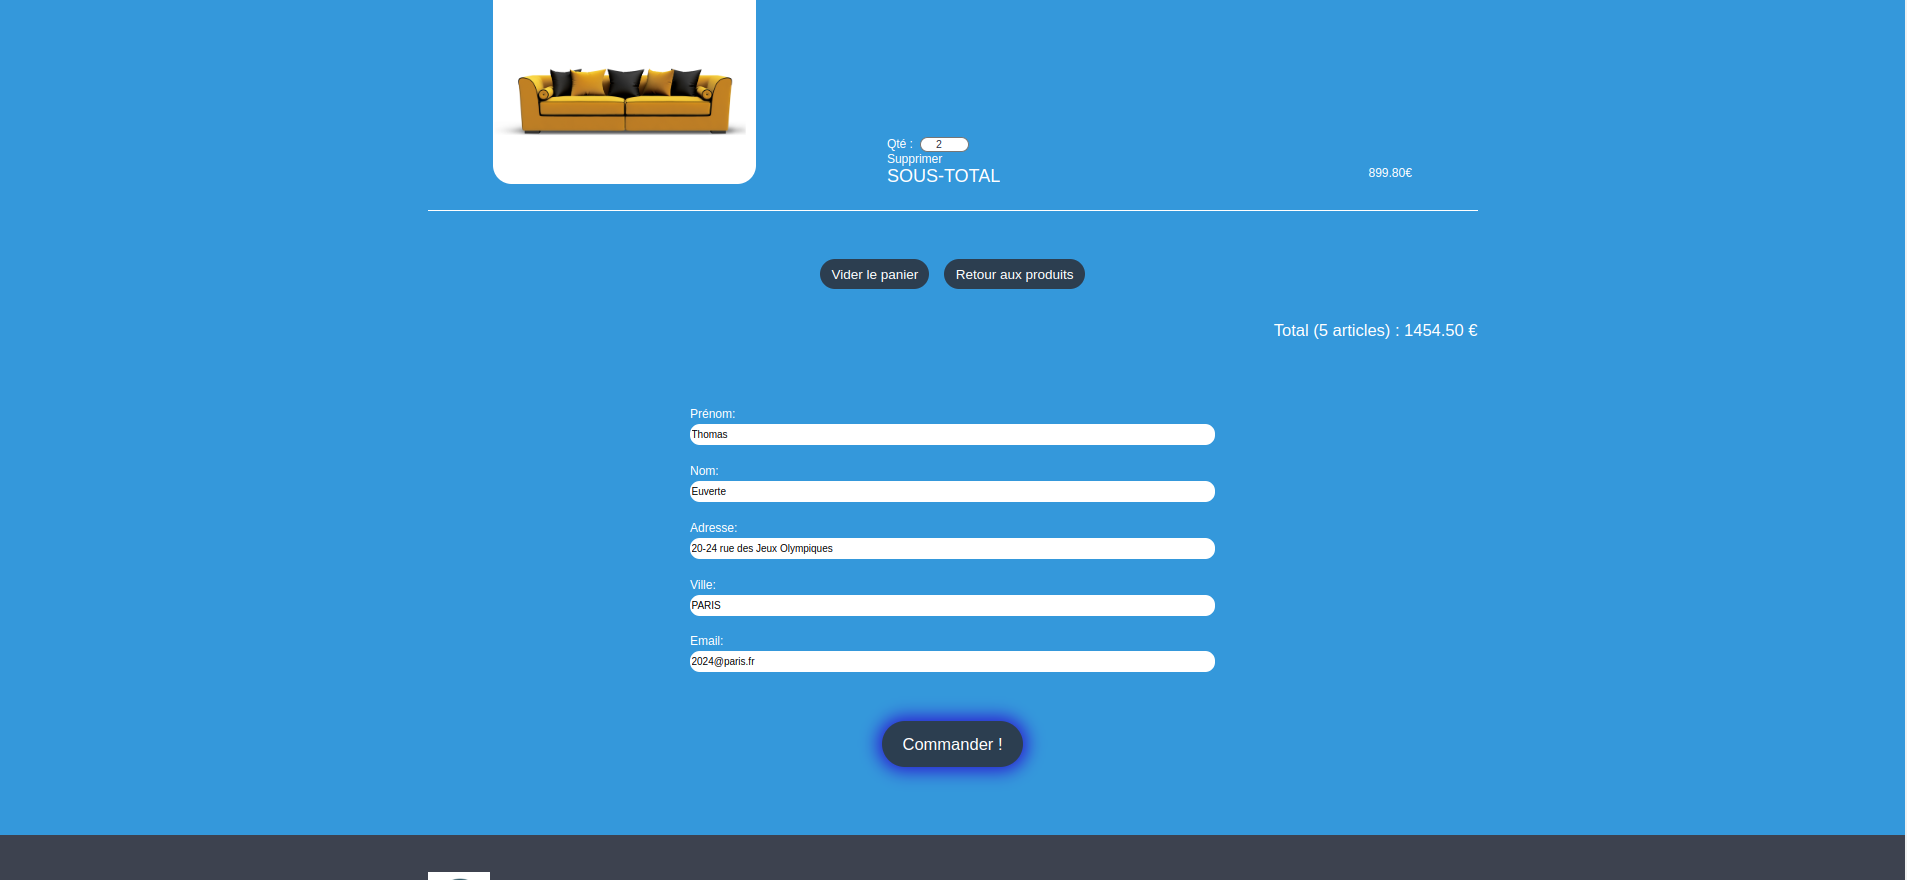 Qté : 2
Supprimer
SOUS-TOTAL 899.80€
Vider le panier Retour aux produits
Total (5 articles) : 1454.50 €
Prénom:
Thomas
Nom:
Euverte
Adresse:
20-24 rue des Jeux Olympiques
Ville:
PARIS
Email:
2024@paris.fr
Commander !